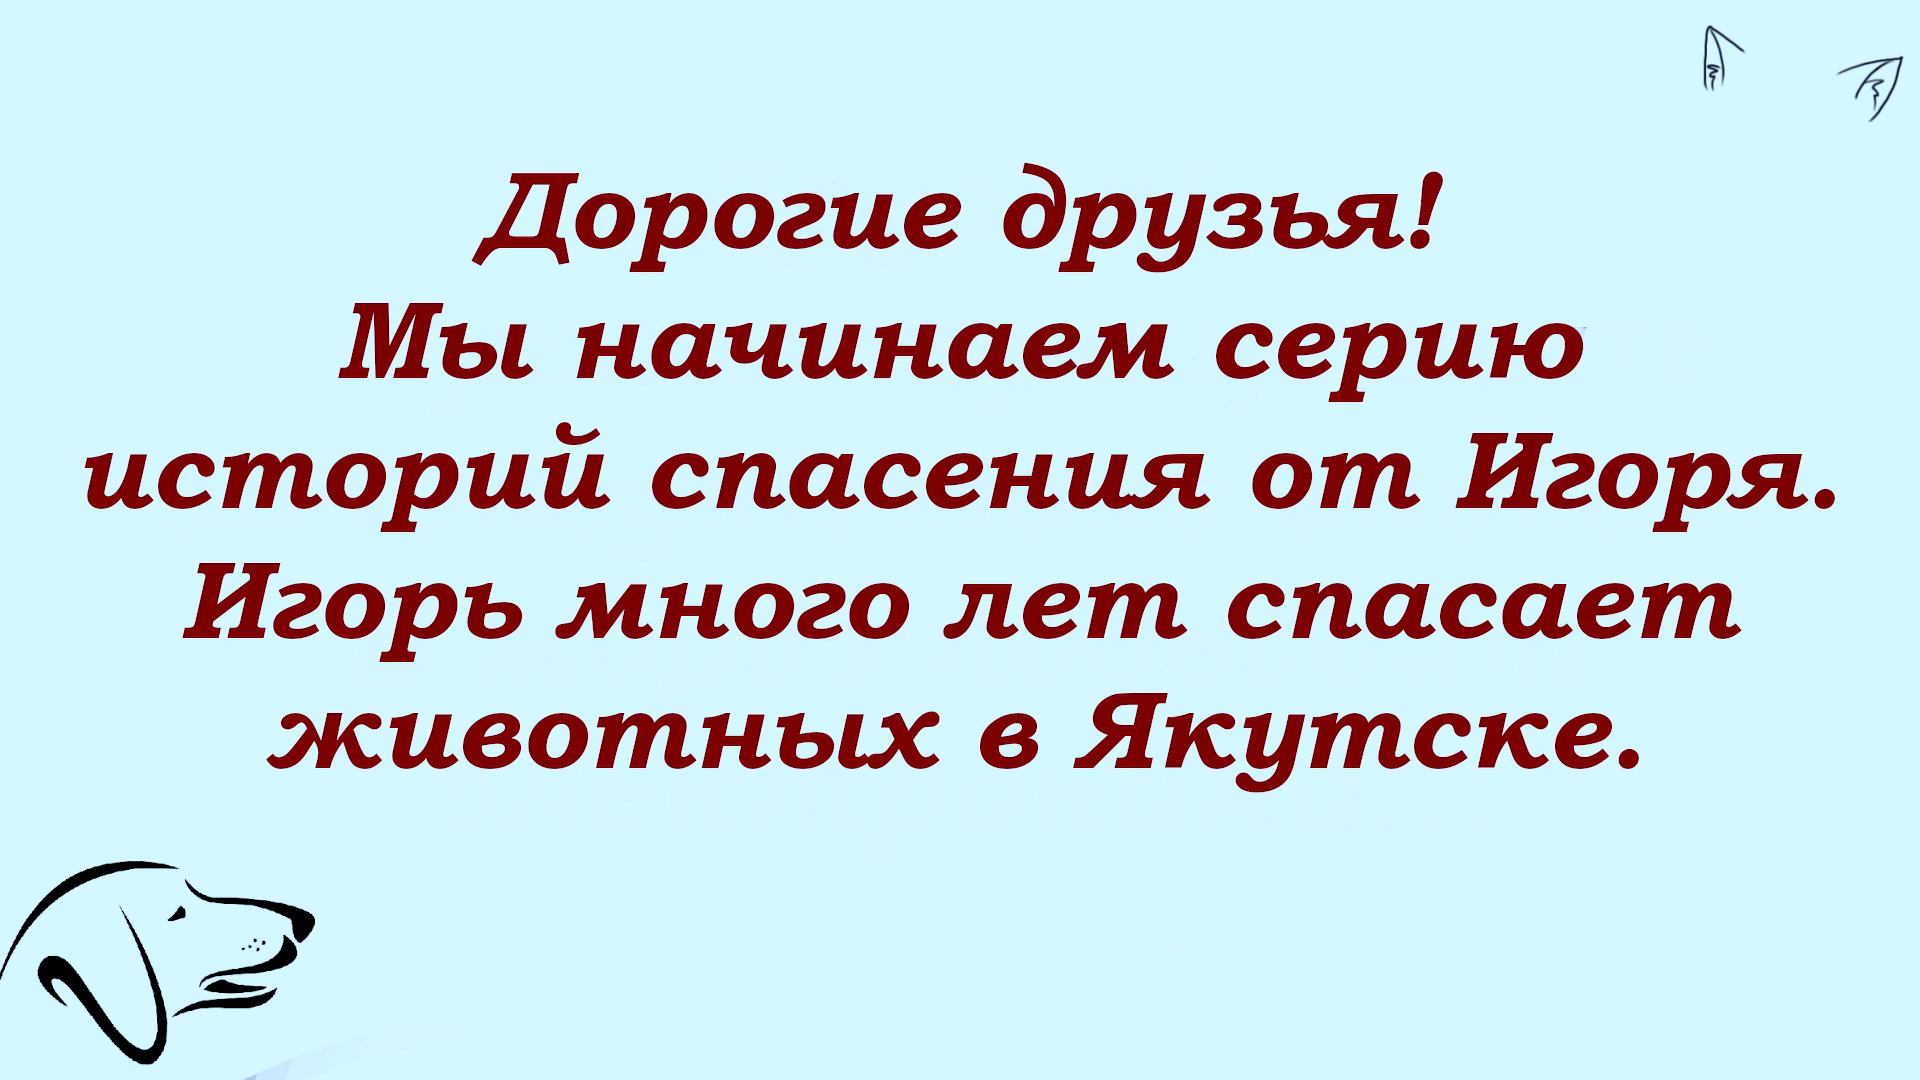 Дорогие друзья!
Мы начинаем серию
историй спасения от Игоря.
Игорь много лет спасает
животных в Якутске.